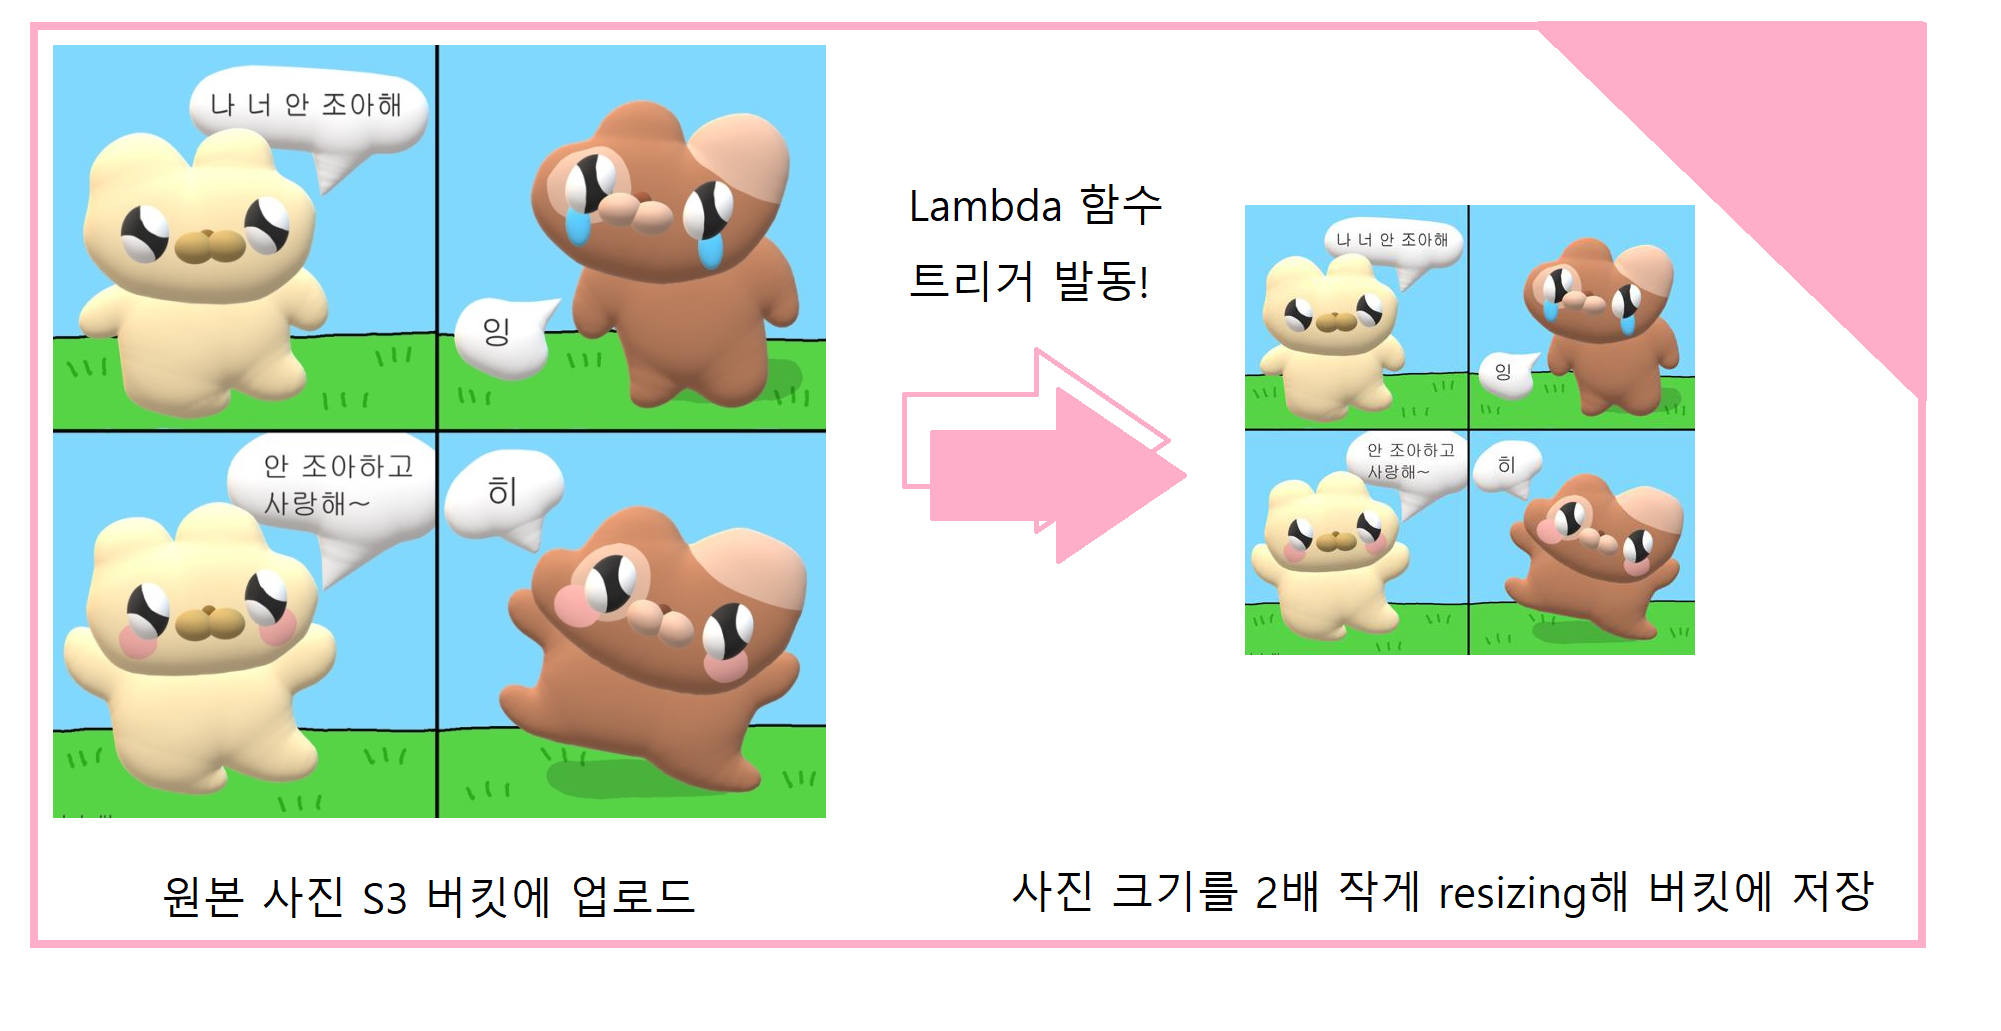 나 너 안 조아해
잉
안 조아하고
사랑해~
히
Lambda 함수
트리거 발동!
나 너 안 조아해
잉
안 조아하고
사랑해~
히
원본 사진 S3 버킷에 업로드
사진 크기를 2배 작게 resizing해 버킷에 저장